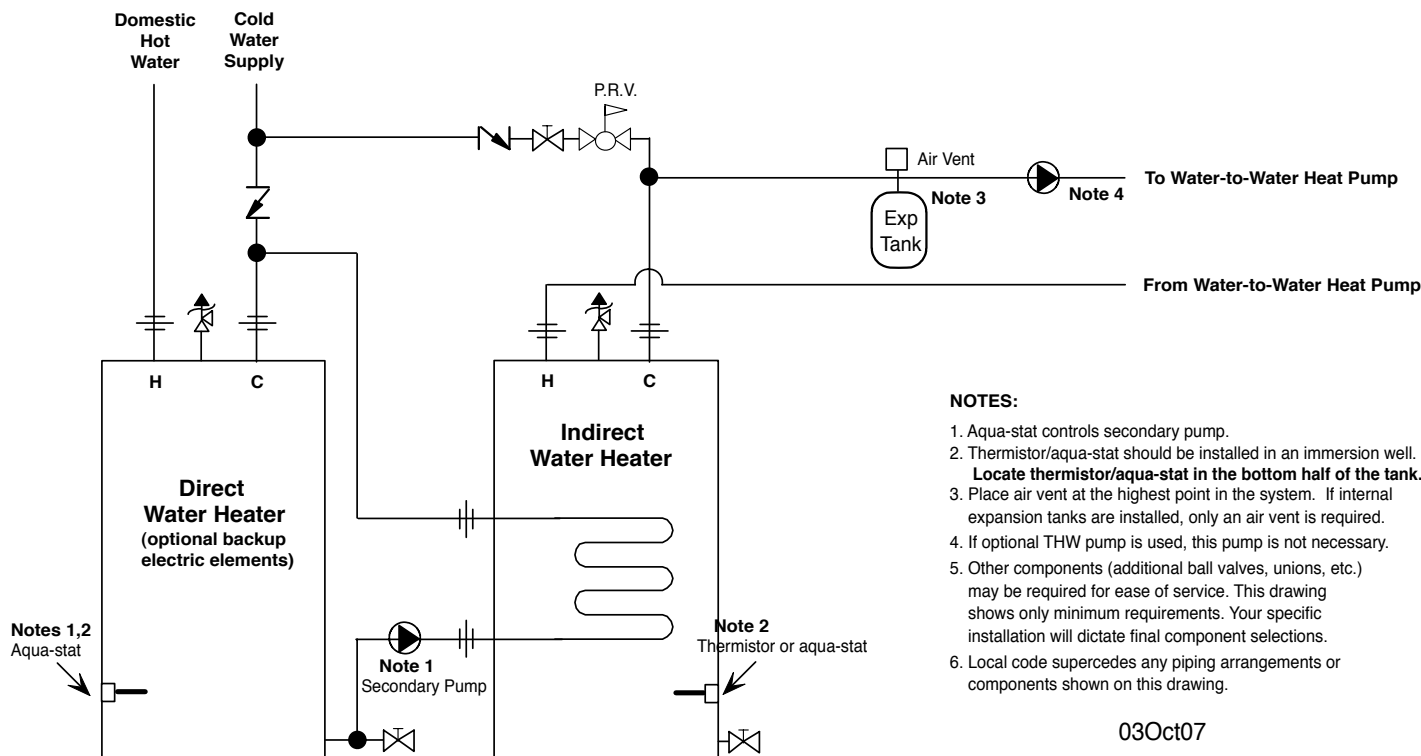 Domestic
Hot
Water
Cold
Water
Supply
P.R.V.
Air Vent
Note 3
Exp
Tank
Note 4
To Water-to-Water Heat Pump
From Water-to-Water Heat Pump
H
C
H
C
Direct
Water Heater
(optional backup
electric elements)
Indirect
Water Heater
Notes 1,2
Aqua-stat
Note 1
Secondary Pump
Note 2
Thermistor or aqua-stat
NOTES:
1. Aqua-stat controls secondary pump.
2. Thermistor/aqua-stat should be installed in an immersion well.
Locate thermistor/aqua-stat in the bottom half of the tank.
3. Place air vent at the highest point in the system. If internal
expansion tanks are installed, only an air vent is required.
4. If optional THW pump is used, this pump is not necessary.
5. Other components (additional ball valves, unions, etc.)
may be required for ease of service. This drawing
shows only minimum requirements. Your specific
installation will dictate final component selections.
6. Local code supercedes any piping arrangements or
components shown on this drawing.
03Oct07